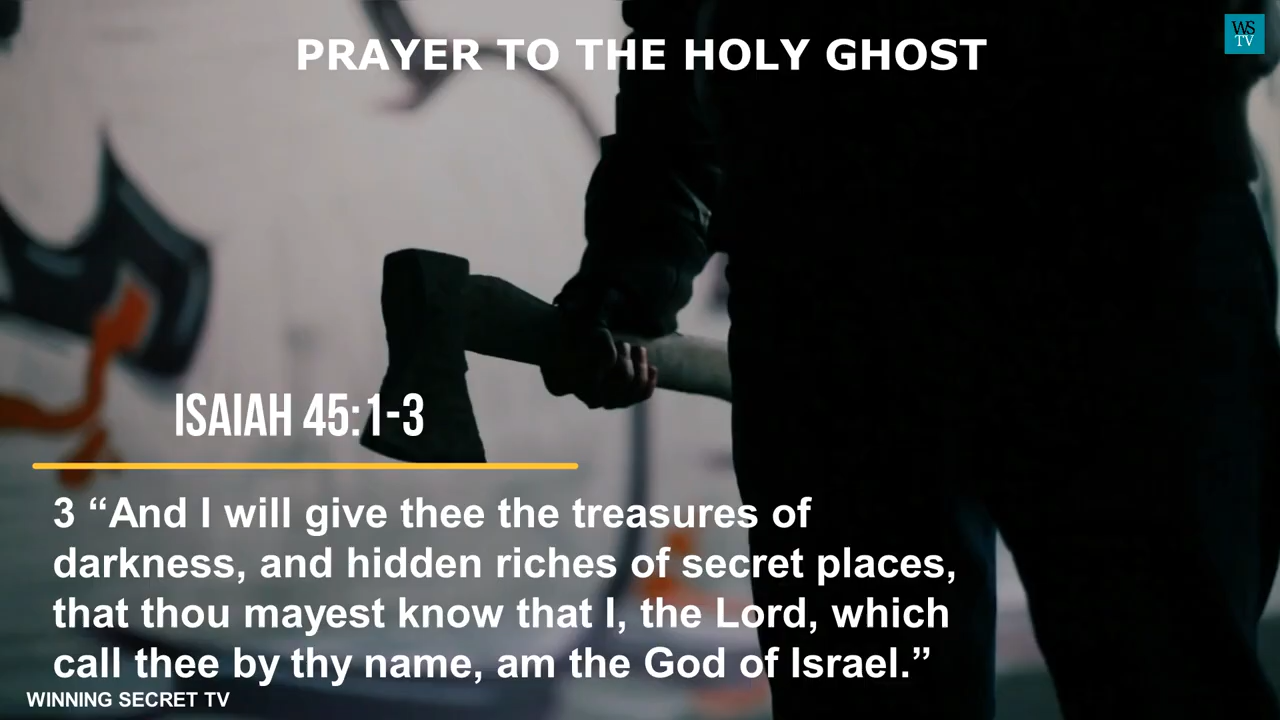 PRAYER TO THE HOLY GHOST
WS
TV
ISAIAH 45:1-3
3 “And I will give thee the treasures of
darkness, and hidden riches of secret places,
that thou mayest know that I, the Lord, which
call thee by thy name, am the God of Israel.”
WINNING SECRET TV